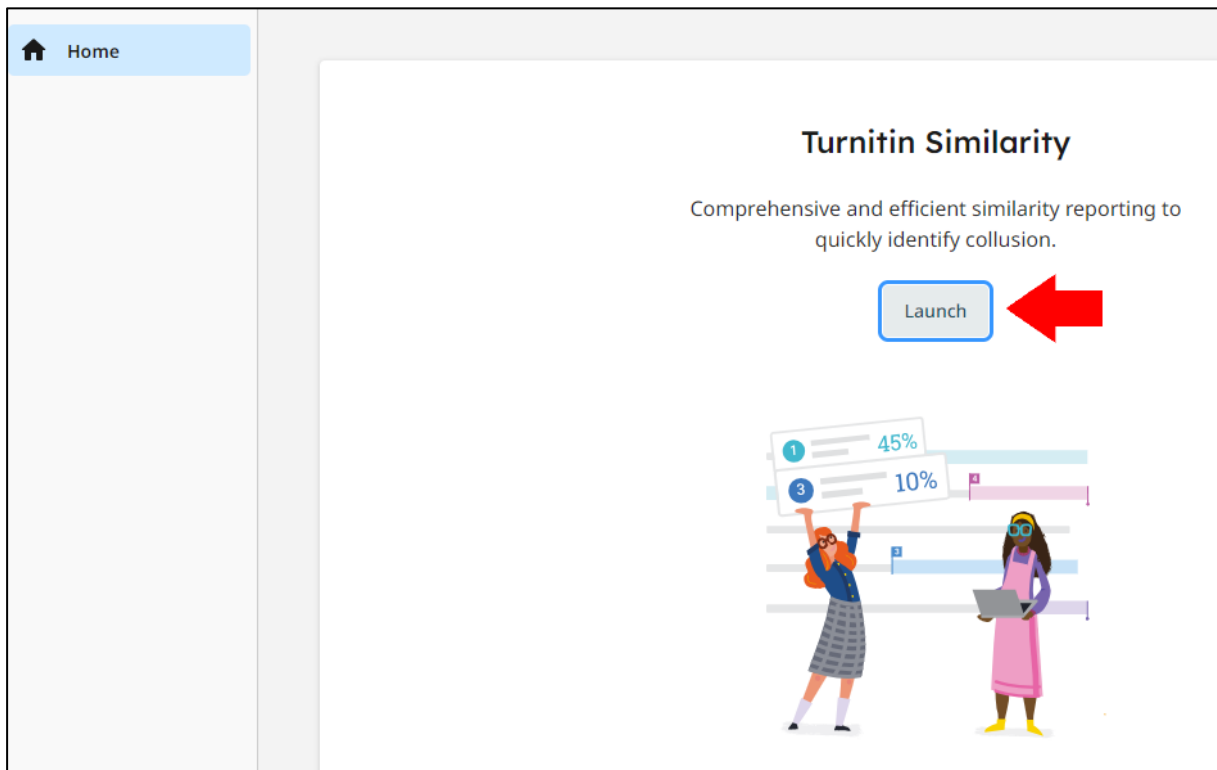 Home
Turnitin Similarity
Comprehensive and efficient similarity reporting to
quickly identify collusion.
Launch
1 45%
3 10%
4
3